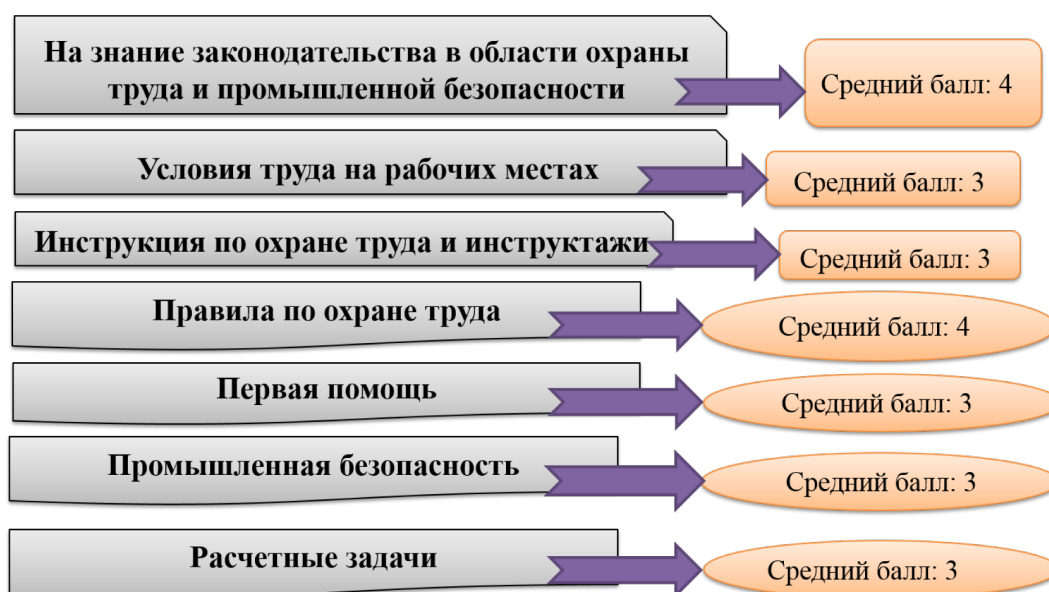 На знание законодательства в области охраны
труда и промышленной безопасности
Средний балл: 4
Условия труда на рабочих местах
Средний балл: 3
Инструкция по охране труда и инструктажи
Средний балл: 3
Правила по охране труда
Средний балл: 4
Первая помощь
Средний балл: 3
Промышленная безопасность
Средний балл: 3
Расчетные задачи
Средний балл: 3